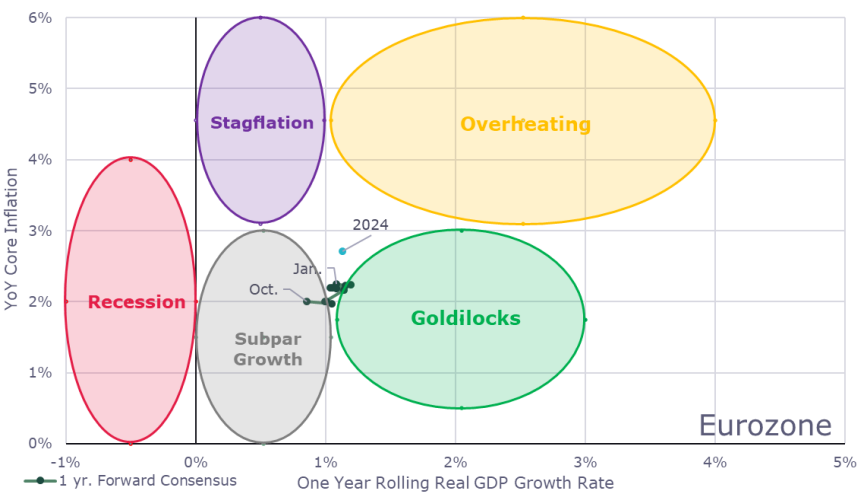 6%
5%
4%
3%
2%
1%
0%
YoY Core Inflation
Stagflation
Overheating
2024
Jan.
Oct.
Recession
Goldilocks
Subpar
Growth
Eurozone
-1%
0%
1%
2%
3%
4%
5%
1 yr. Forward Consensus
One Year Rolling Real GDP Growth Rate